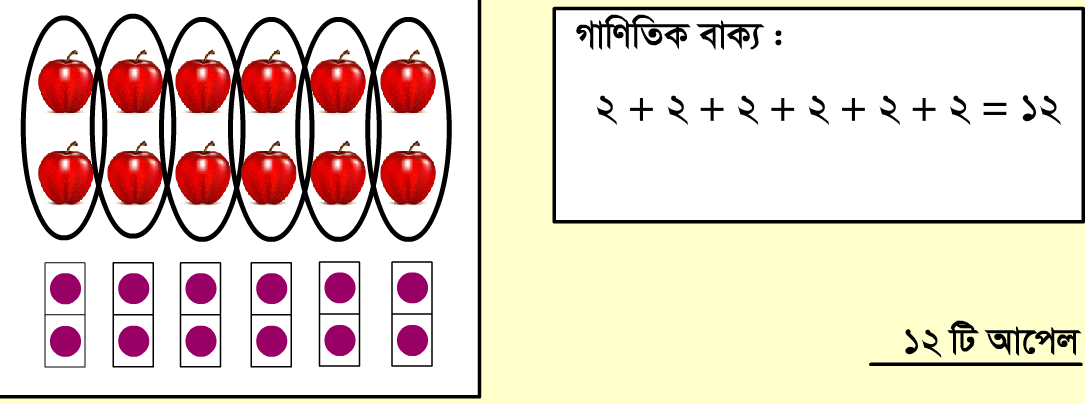 গাণিতিক বাক্য :
২ + ২ + ২ + ২ + ২ + ২ = ১২
১২ টি আপেল